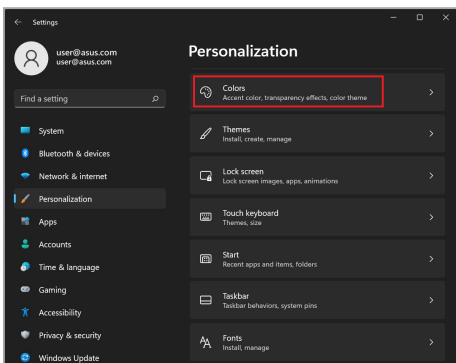 Settings
user@asus.com
user@asus.com
Find a setting
System
Bluetooth & devices
Network & internet
Personalization
Apps
Accounts
Time & language
Gaming
Accessibility
Privacy & security
Windows Update
Personalization
Colors
Accent color, transparency effects, color theme
Themes
Install, create, manage
Lock screen
Lock screen images, apps, animations
Touch keyboard
Themes, size
Start
Recent apps and items, folders
Taskbar
Taskbar behaviors, system pins
Fonts
Install, manage